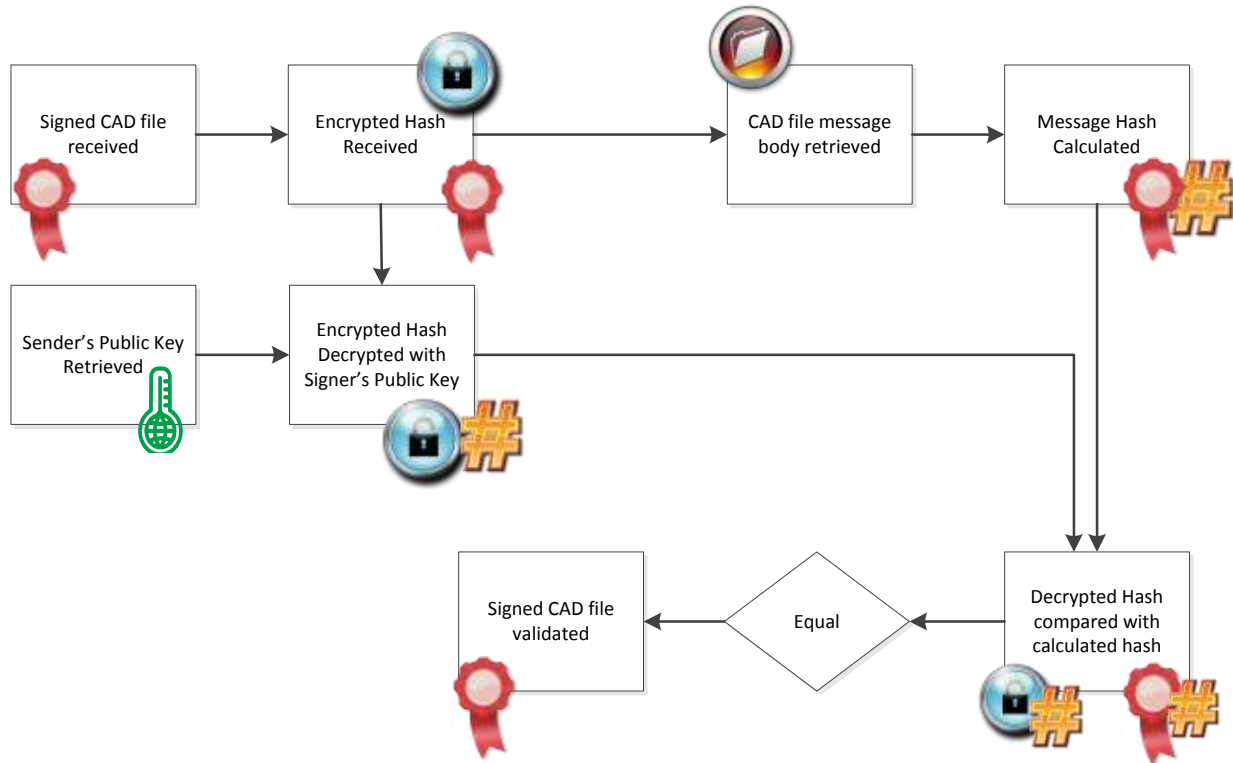 Signed CAD file
received
Encrypted Hash
Received
CAD file message
body retrieved
Message Hash
Calculated
Sender’s Public Key
Retrieved
Encrypted Hash
Decrypted with
Signer’s Public Key
Signed CAD file
validated
Equal
Decrypted Hash
compared with
calculated hash